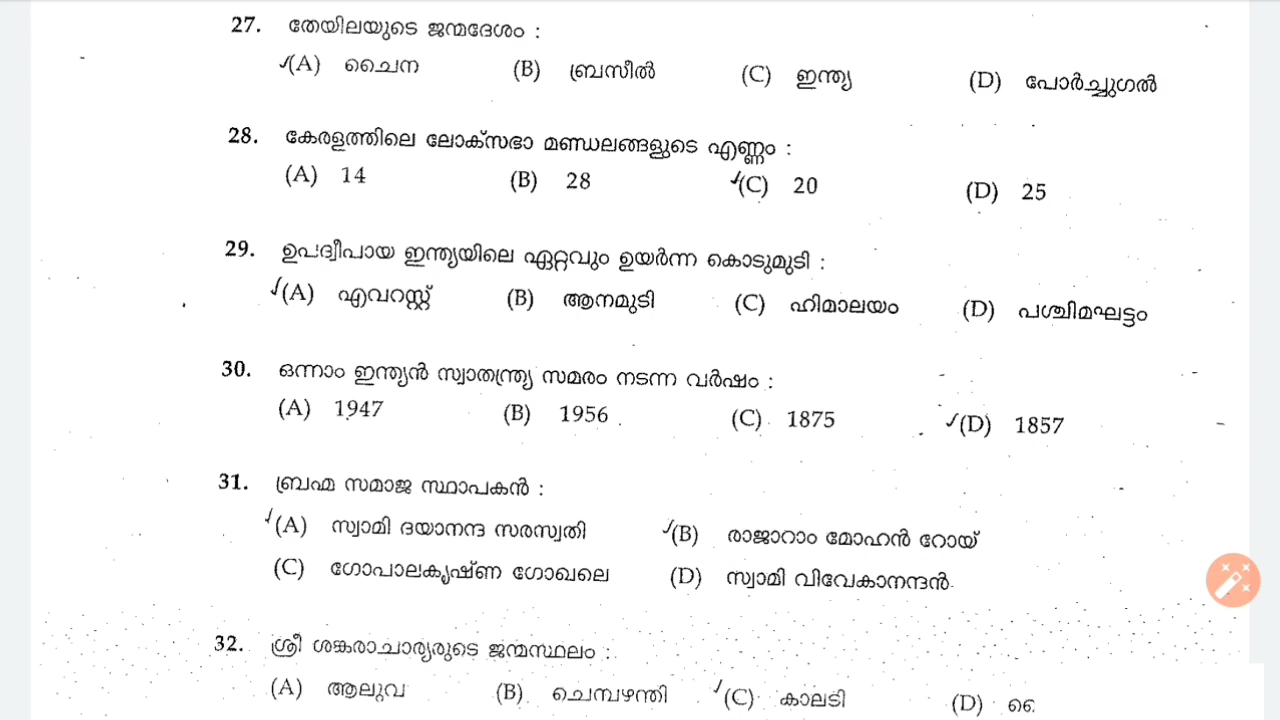 27. തേയിലയുടെ ജന്മദേശം :
✓(A) ചൈന (B) ബ്രസീൽ (C) ഇന്ത്യ (D) പോർച്ചുഗൽ
28. കേരളത്തിലെ ലോക്സഭാ മണ്ഡലങ്ങളുടെ എണ്ണം :
(A) 14 (B) 28 ✓(C) 20 (D) 25
29. ഉപദ്വീപായ ഇന്ത്യയിലെ ഏറ്റവും ഉയർന്ന കൊടുമുടി :
✓(A) എവറസ്റ്റ് (B) ആനമുടി (C) ഹിമാലയം (D) പശ്ചിമഘട്ടം
30. ഒന്നാം ഇന്ത്യൻ സ്വാതന്ത്ര്യ സമരം നടന്ന വർഷം :
(A) 1947 (B) 1956 (C) 1875 ✓(D) 1857
31. ബ്രഹ്മ സമാജ സ്ഥാപകൻ :
✓(A) സ്വാമി ദയാനന്ദ സരസ്വതി ✓(B) രാജാറാം മോഹൻ റോയ്
(C) ഗോപാലകൃഷ്ണ ഗോഖലെ (D) സ്വാമി വിവേകാനന്ദൻ
32. ശ്രീ ശങ്കരാചാര്യരുടെ ജന്മസ്ഥലം :
(A) ആലുവ (B) ചെമ്പഴന്തി ✓(C) കാലടി (D)